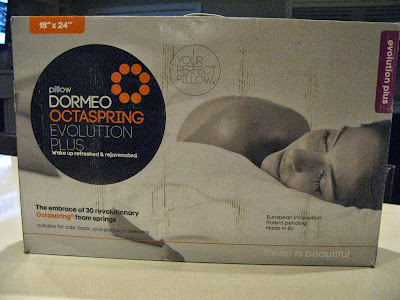 18" x 24"
evolution plus
YOUR
PERFECT
PILLOW.
pillow
DORMEO
OCTASPRING
EVOLUTION
PLUS
Wake up refreshed & rejuvenated.
The embrace of 30 revolutionary
Octaspring® foam springs
suitable for side, back, and stomach sleepers
European Innovation
Patent pending
Made in EU
sleep is beautiful.